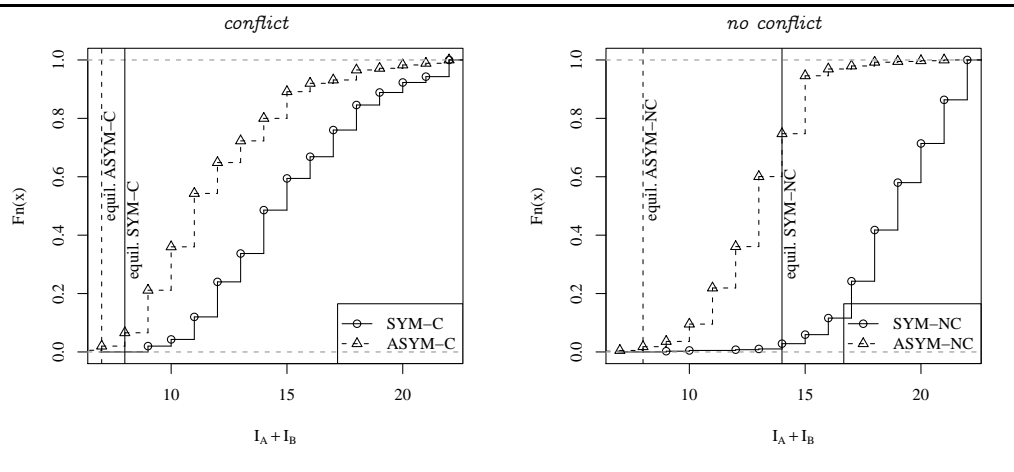 conflict
1.0
0.8
0.6
0.4
0.2
0.0
Fn(x)
equil. ASYM−C
equil. SYM−C
SYM−C
ASYM−C
10
15
20
I_A + I_B
no conflict
1.0
0.8
0.6
0.4
0.2
0.0
Fn(x)
equil. ASYM−NC
equil. SYM−NC
SYM−NC
ASYM−NC
10
15
20
I_A + I_B